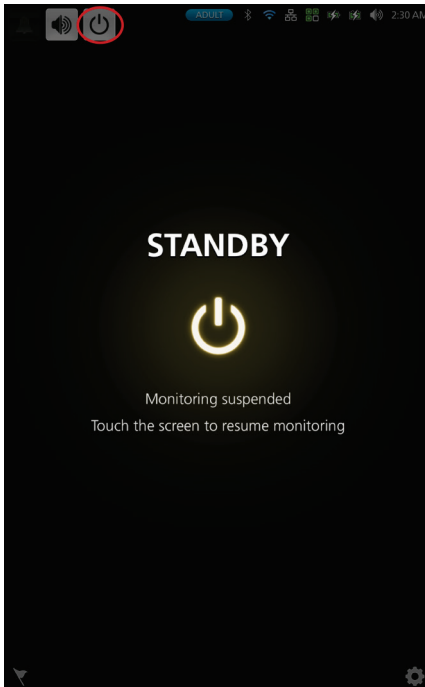 ADULT 2:30 AM
STANDBY
Monitoring suspended
Touch the screen to resume monitoring